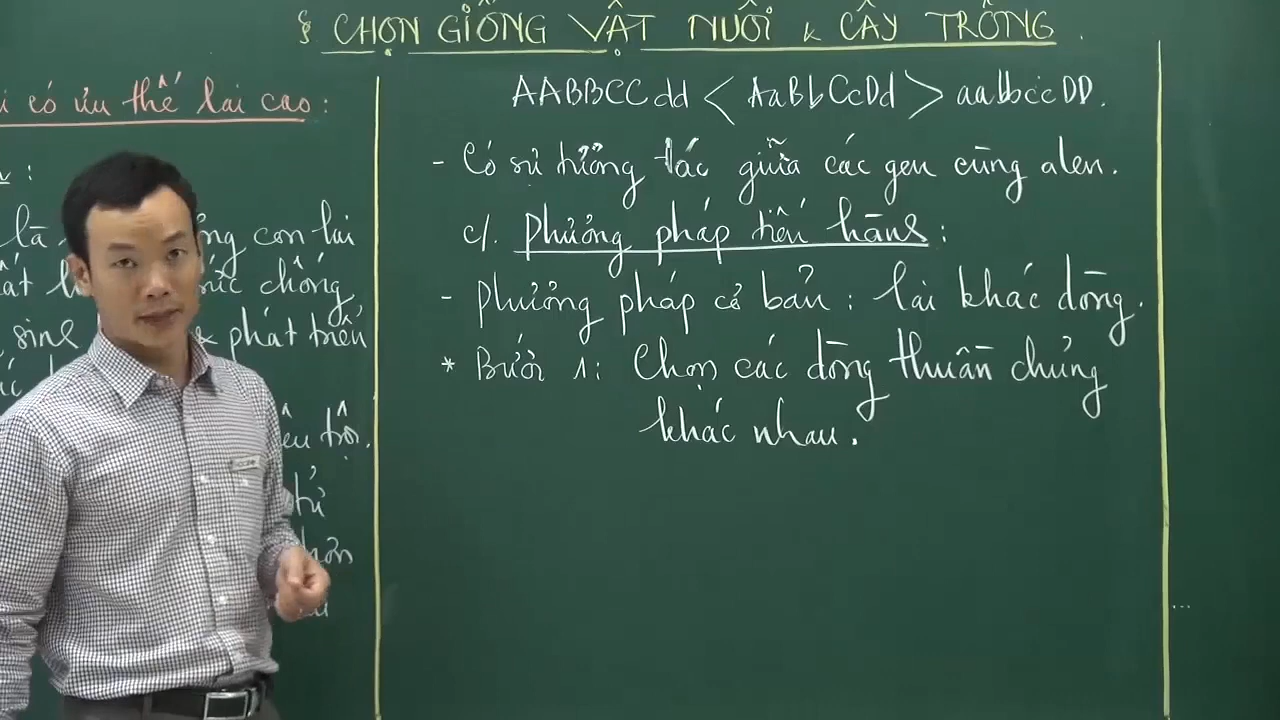 § CHỌN GIỐNG VẬT NUÔI & CÂY TRỒNG.
có ưu thế lai cao:
là
con lai
chống,
sinh
& phát triển
trội.
AABBCCdd < AaBbCcDd > aabbccDD.
- Có sự tương tác giữa các gen cùng alen.
c/. Phương pháp tiến hành:
- Phương pháp cơ bản: lai khác dòng.
* Bước 1: Chọn các dòng thuần chủng
khác nhau.